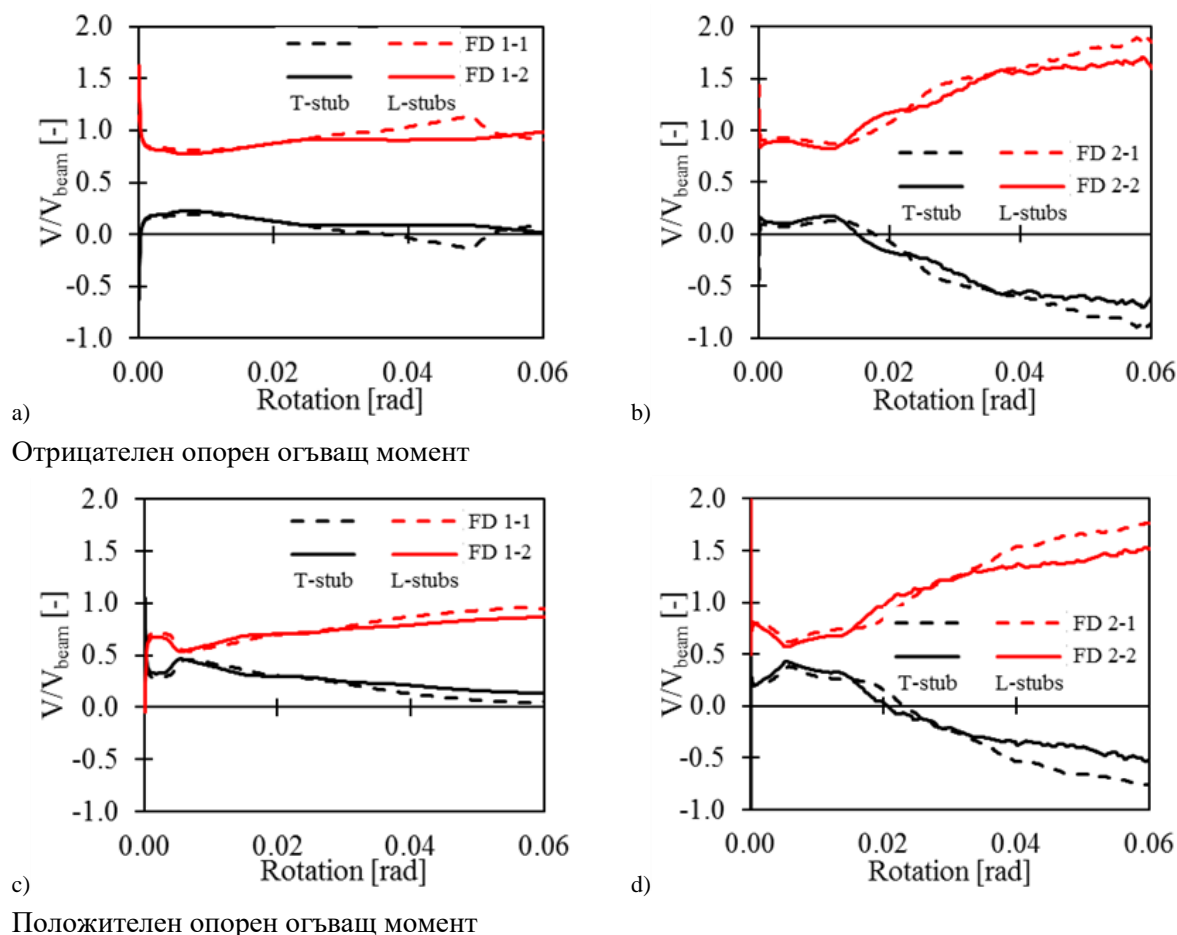 2.0
1.5
1.0
0.5
0.0
-0.5
-1.0
V/Vbeam [-]
FD 1-1
FD 1-2
T-stub L-stubs
0.00 0.02 0.04 0.06
Rotation [rad]
a)
2.0
1.5
1.0
0.5
0.0
-0.5
-1.0
V/Vbeam [-]
FD 2-1
FD 2-2
T-stub L-stubs
0.00 0.02 0.04 0.06
Rotation [rad]
b)
Отрицателен опорен огъващ момент
2.0
1.5
1.0
0.5
0.0
-0.5
-1.0
V/Vbeam [-]
FD 1-1
FD 1-2
T-stub L-stubs
0.00 0.02 0.04 0.06
Rotation [rad]
c)
2.0
1.5
1.0
0.5
0.0
-0.5
-1.0
V/Vbeam [-]
FD 2-1
FD 2-2
T-stub L-stubs
0.00 0.02 0.04 0.06
Rotation [rad]
d)
Положителен опорен огъващ момент